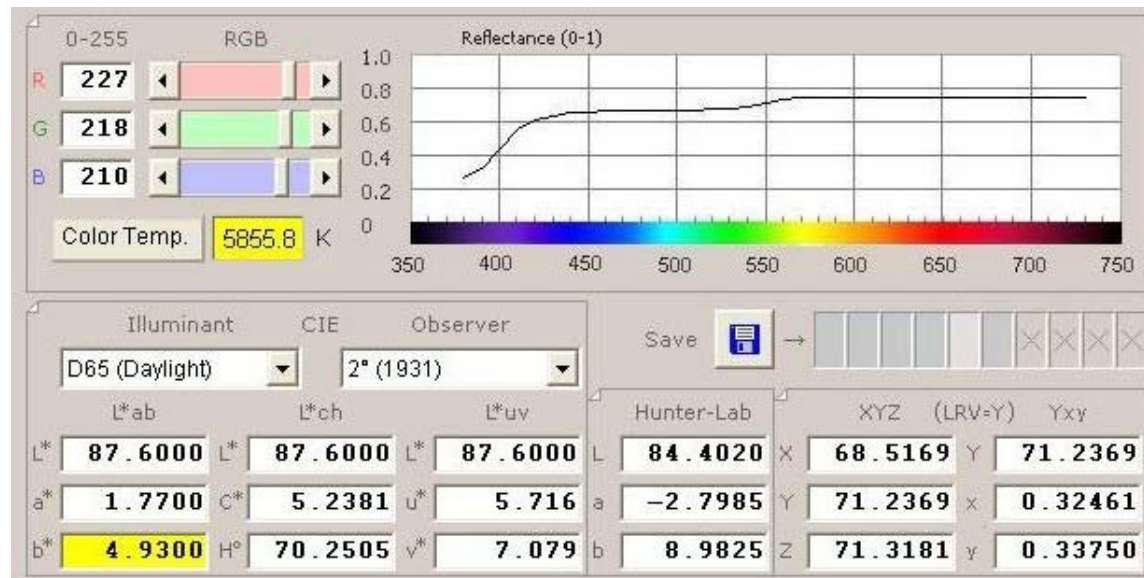 0-255 RGB Reflectance (0-1)
R 227
G 218
B 210
Color Temp. 5855.8 K
1.0
0.8
0.6
0.4
0.2
0
350 400 450 500 550 600 650 700 750
Illuminant CIE Observer
D65 (Daylight) 2° (1931)
Save →
L*ab L*ch L*uv Hunter-Lab XYZ (LRV=Y) Yxy
L* 87.6000 L* 87.6000 L* 87.6000 L 84.4020 X 68.5169 Y 71.2369
a* 1.7700 C* 5.2381 u* 5.716 a -2.7985 Y 71.2369 x 0.32461
b* 4.9300 H° 70.2505 v* 7.079 b 8.9825 Z 71.3181 y 0.33750